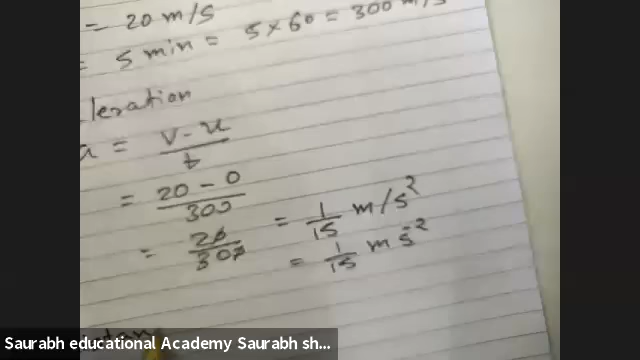 = 20 m/s
= 5 min = 5 x 60 = 300 m/s
leration
a = v-u/t
= 20 - 0/300
= 20/300 = 1/15 m/s²
= 1/15 m s⁻²
Saurabh educational Academy Saurabh sh...